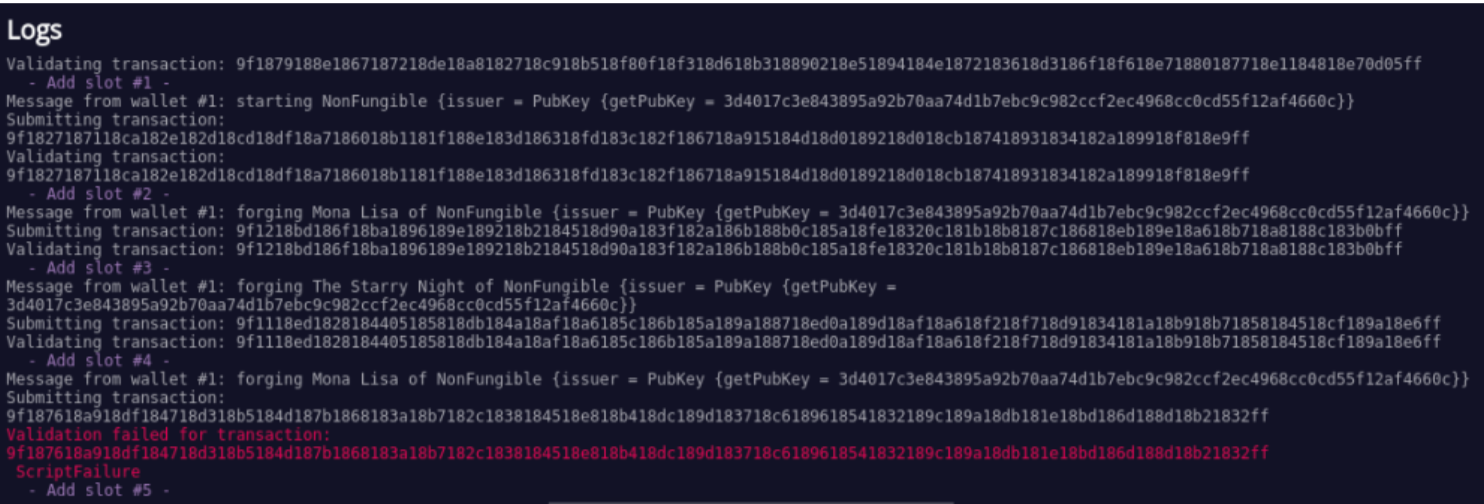 Logs
Validating transaction: 9f1879188e1867187218de18a8182718c918b518f80f18f318d618b318890218e51894184e1872183618d3186f18f618e71880187718e1184818e70d05ff
- Add slot #1 -
Message from wallet #1: starting NonFungible {issuer = PubKey {getPubKey = 3d4017c3e843895a92b70aa74d1b7ebc9c982ccf2ec4968cc0cd55f12af4660c}}
Submitting transaction:
9f1827187118ca182e182d18cd18df18a7186018b1181f188e183d186318fd183c182f186718a915184d18d0189218d018cb187418931834182a189918f818e9ff
Validating transaction:
9f1827187118ca182e182d18cd18df18a7186018b1181f188e183d186318fd183c182f186718a915184d18d0189218d018cb187418931834182a189918f818e9ff
- Add slot #2 -
Message from wallet #1: forging Mona Lisa of NonFungible {issuer = PubKey {getPubKey = 3d4017c3e843895a92b70aa74d1b7ebc9c982ccf2ec4968cc0cd55f12af4660c}}
Submitting transaction: 9f1218bd186f18ba1896189e189218b2184518d90a183f182a186b188b0c185a18fe18320c181b18b8187c186818eb189e18a618b718a8188c183b0bff
Validating transaction: 9f1218bd186f18ba1896189e189218b2184518d90a183f182a186b188b0c185a18fe18320c181b18b8187c186818eb189e18a618b718a8188c183b0bff
- Add slot #3 -
Message from wallet #1: forging The Starry Night of NonFungible {issuer = PubKey {getPubKey =
3d4017c3e843895a92b70aa74d1b7ebc9c982ccf2ec4968cc0cd55f12af4660c}}
Submitting transaction: 9f1118ed1828184405185818db184a18af18a6185c186b185a189a188718ed0a189d18af18a618f218f718d91834181a18b918b71858184518cf189a18e6ff
Validating transaction: 9f1118ed1828184405185818db184a18af18a6185c186b185a189a188718ed0a189d18af18a618f218f718d91834181a18b918b71858184518cf189a18e6ff
- Add slot #4 -
Message from wallet #1: forging Mona Lisa of NonFungible {issuer = PubKey {getPubKey = 3d4017c3e843895a92b70aa74d1b7ebc9c982ccf2ec4968cc0cd55f12af4660c}}
Submitting transaction:
9f187618a918df184718d318b5184d187b1868183a18b7182c1838184518e818b418dc189d183718c6189618541832189c189a18db181e18bd186d188d18b21832ff
Validation failed for transaction:
9f187618a918df184718d318b5184d187b1868183a18b7182c1838184518e818b418dc189d183718c6189618541832189c189a18db181e18bd186d188d18b21832ff
ScriptFailure
- Add slot #5 -